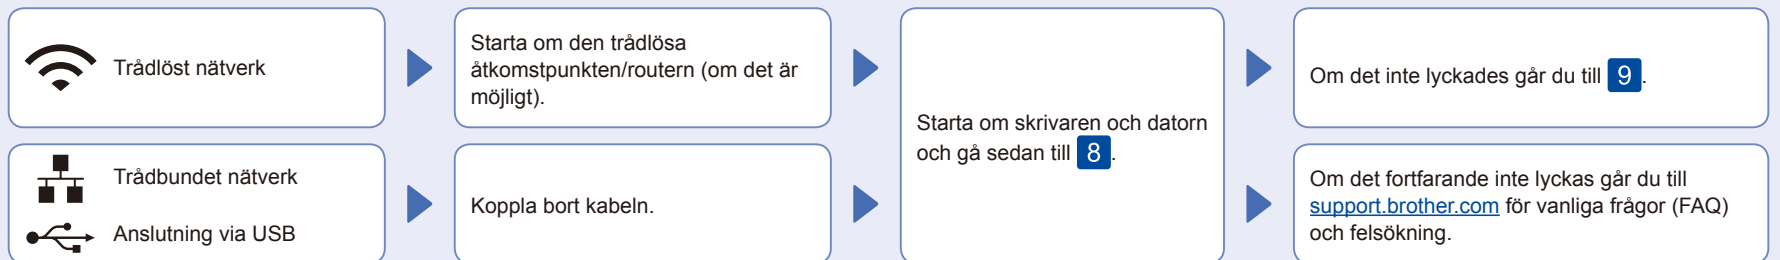 Trådlöst nätverk
Starta om den trådlösa
åtkomstpunkten/routern (om det är
möjligt).
Trådbundet nätverk
Anslutning via USB
Koppla bort kabeln.
Starta om skrivaren och datorn
och gå sedan till 8.
Om det inte lyckades går du till 9.
Om det fortfarande inte lyckas går du till
support.brother.com för vanliga frågor (FAQ)
och felsökning.